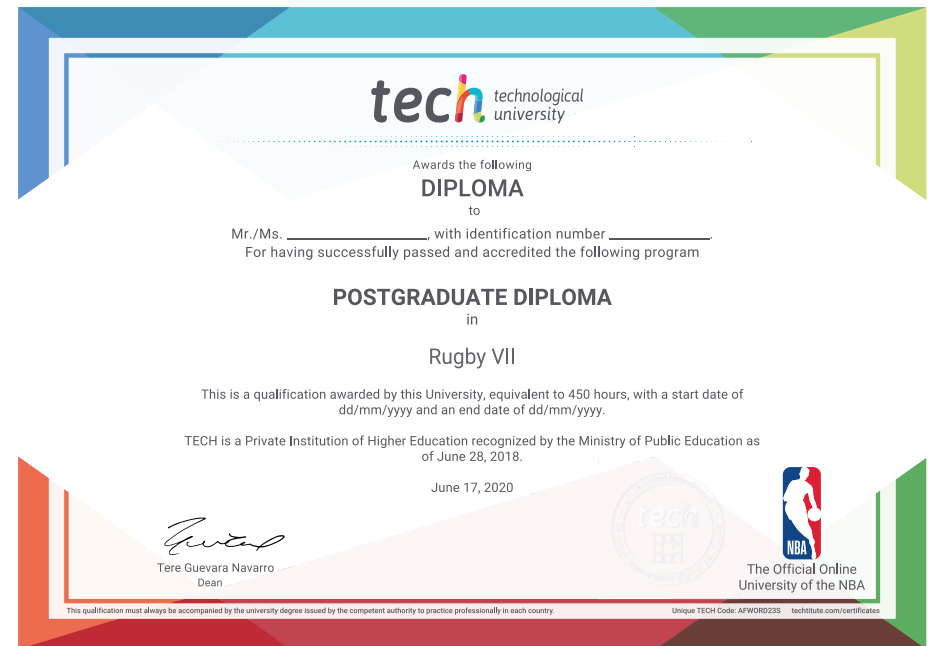 tech technological
university
Awards the following
DIPLOMA
to
Mr./Ms. ____________, with identification number ____________.
For having successfully passed and accredited the following program
POSTGRADUATE DIPLOMA
in
Rugby VII
This is a qualification awarded by this University, equivalent to 450 hours, with a start date of
dd/mm/yyyy and an end date of dd/mm/yyyy.
TECH is a Private Institution of Higher Education recognized by the Ministry of Public Education as
of June 28, 2018.
June 17, 2020
tech
NBA
Tere Guevara Navarro
Dean
The Official Online
University of the NBA
This qualification must always be accompanied by the university degree issued by the competent authority to practice professionally in each country.
Unique TECH Code: AFWORD23S techtitute.com/certificates